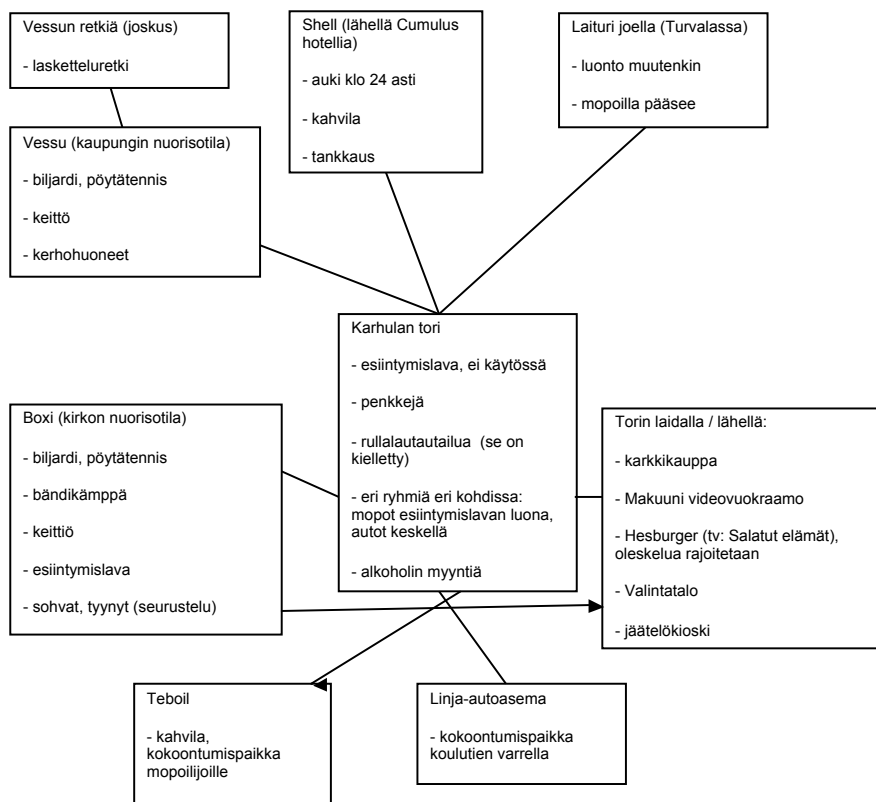 Vessun retkiä (joskus)
- lasketteluretki
Shell (lähellä Cumulus
hotellia)
- auki klo 24 asti
- kahvila
- tankkaus
Laituri joella (Turvalassa)
- luonto muutenkin
- mopoilla pääsee
Vessu (kaupungin nuorisotila)
- biljardi, pöytätennis
- keittö
- kerhohuoneet
Karhulan tori
- esiintymislava, ei käytössä
- penkkejä
- rullalautautailua (se on
kielletty)
- eri ryhmiä eri kohdissa:
mopot esiintymislavan luona,
autot keskellä
- alkoholin myyntiä
Boxi (kirkon nuorisotila)
- biljardi, pöytätennis
- bändikämppä
- keittiö
- esiintymislava
- sohvat, tyynyt (seurustelu)
Torin laidalla / lähellä:
- karkkikauppa
- Makuuni videovuokraamo
- Hesburger (tv: Salatut elämät),
oleskelua rajoitetaan
- Valintatalo
- jäätelökioski
Teboil
- kahvila,
kokoontumispaikka
mopoilijoille
Linja-autoasema
- kokoontumispaikka
koulutien varrella